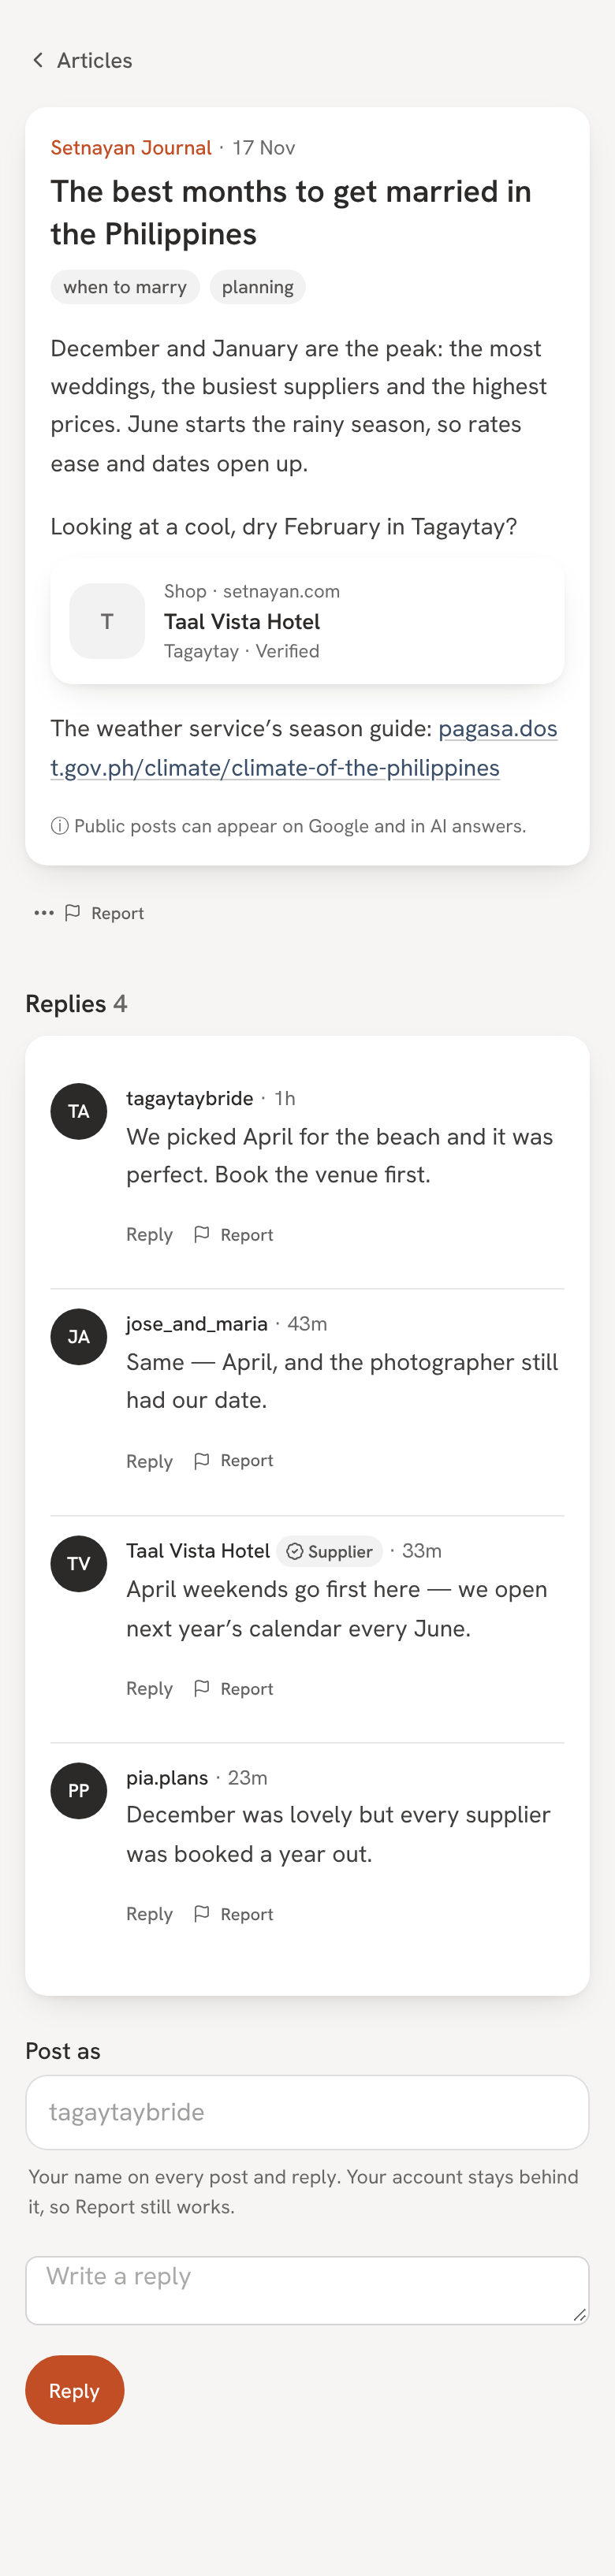 Articles
Setnayan Journal · 17 Nov
The best months to get married in
the Philippines
when to marry planning
December and January are the peak: the most
weddings, the busiest suppliers and the highest
prices. June starts the rainy season, so rates
ease and dates open up.
Looking at a cool, dry February in Tagaytay?
T
Shop · setnayan.com
Taal Vista Hotel
Tagaytay · Verified
The weather service’s season guide: pagasa.dos
t.gov.ph/climate/climate-of-the-philippines
ⓘ Public posts can appear on Google and in AI answers.
Report
Replies 4
TA
tagaytaybride · 1h
We picked April for the beach and it was
perfect. Book the venue first.
Reply Report
JA
jose_and_maria · 43m
Same — April, and the photographer still
had our date.
Reply Report
TV
Taal Vista Hotel Supplier · 33m
April weekends go first here — we open
next year’s calendar every June.
Reply Report
PP
pia.plans · 23m
December was lovely but every supplier
was booked a year out.
Reply Report
Post as
tagaytaybride
Your name on every post and reply. Your account stays behind
it, so Report still works.
Write a reply
Reply